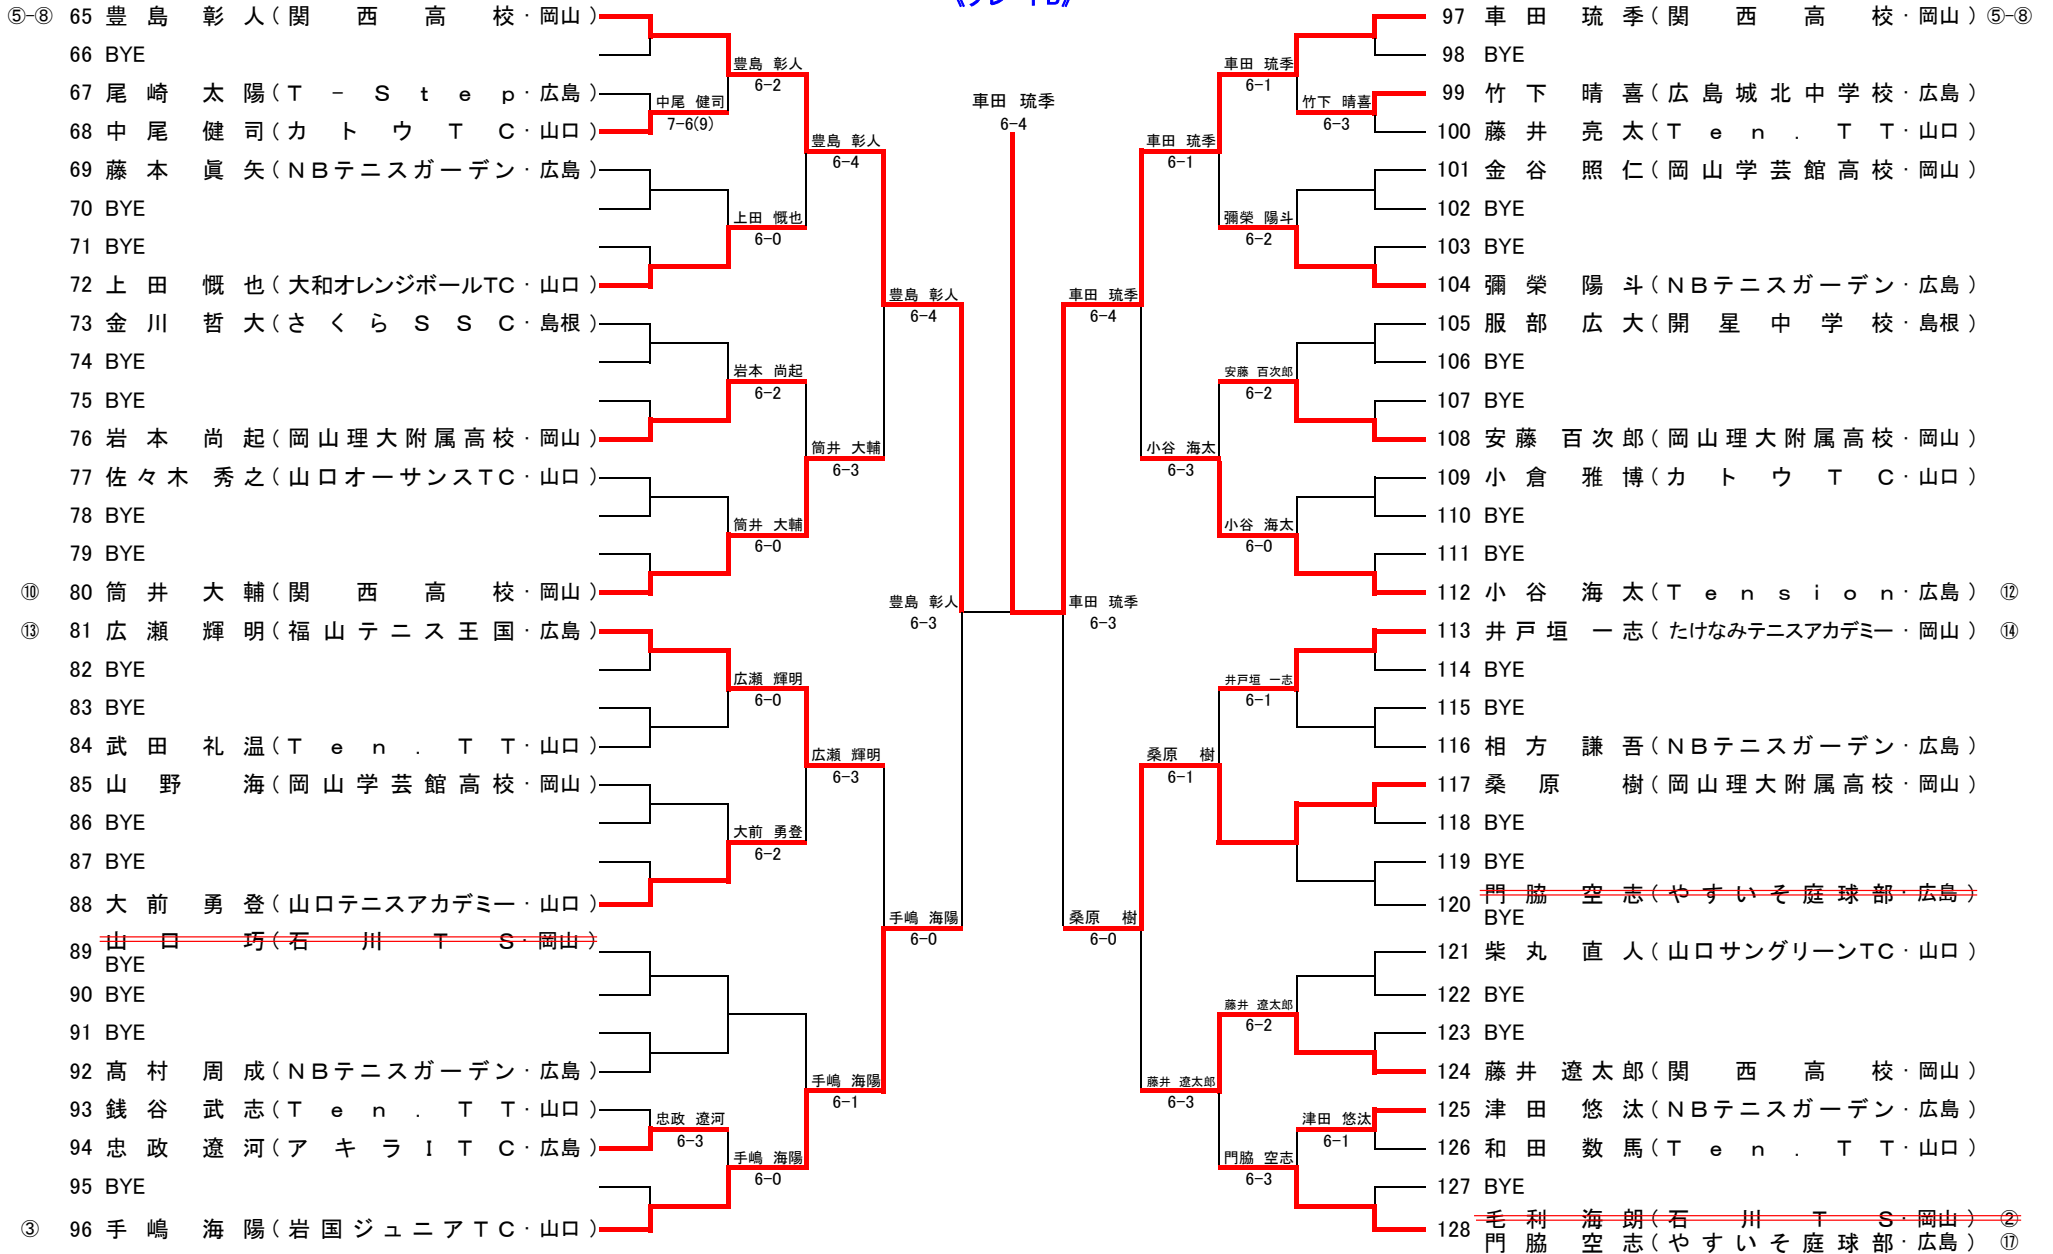 《グレードB》
⑤-⑧ 65 豊島 彰人(関西高校・岡山)
66 BYE
67 尾崎 太陽(T-Step・広島)
68 中尾 健司(カトウTC・山口)
69 藤本 眞矢(NBテニスガーデン・広島)
70 BYE
71 BYE
72 上田 慨也(大和オレンジボールTC・山口)
73 金川 哲大(さくらSSC・島根)
74 BYE
75 BYE
76 岩本 尚起(岡山理大附属高校・岡山)
77 佐々木 秀之(山口オーサンスTC・山口)
78 BYE
79 BYE
⑩ 80 筒井 大輔(関西高校・岡山)
⑬ 81 広瀬 輝明(福山テニス王国・広島)
82 BYE
83 BYE
84 武田 礼温(Ten.TT・山口)
85 山野 海(岡山学芸館高校・岡山)
86 BYE
87 BYE
88 大前 勇登(山口テニスアカデミー・山口)
89 山口 巧(石川TS・岡山)
BYE
90 BYE
91 BYE
92 髙村 周成(NBテニスガーデン・広島)
93 銭谷 武志(Ten.TT・山口)
94 忠政 遼河(アキラITC・広島)
95 BYE
③ 96 手嶋 海陽(岩国ジュニアTC・山口)
中尾 健司
7-6(9)
忠政 遼河
6-3
豊島 彰人
6-2
上田 慨也
6-0
岩本 尚起
6-2
筒井 大輔
6-0
広瀬 輝明
6-0
大前 勇登
6-2
手嶋 海陽
6-0
豊島 彰人
6-4
筒井 大輔
6-3
広瀬 輝明
6-3
手嶋 海陽
6-1
豊島 彰人
6-4
手嶋 海陽
6-0
豊島 彰人
6-3
車田 琉季
6-4
車田 琉季
6-3
車田 琉季
6-4
桑原 樹
6-0
車田 琉季
6-1
小谷 海太
6-3
桑原 樹
6-1
藤井 遼太郎
6-3
車田 琉季
6-1
彌榮 陽斗
6-2
安藤 百次郎
6-2
小谷 海太
6-0
井戸垣 一志
6-1
藤井 遼太郎
6-2
門脇 空志
6-3
竹下 晴喜
6-3
津田 悠汰
6-1
97 車田 琉季(関西高校・岡山) ⑤-⑧
98 BYE
99 竹下 晴喜(広島城北中学校・広島)
100 藤井 亮太(Ten.TT・山口)
101 金谷 照仁(岡山学芸館高校・岡山)
102 BYE
103 BYE
104 彌榮 陽斗(NBテニスガーデン・広島)
105 服部 広大(開星中学校・島根)
106 BYE
107 BYE
108 安藤 百次郎(岡山理大附属高校・岡山)
109 小倉 雅博(カトウTC・山口)
110 BYE
111 BYE
112 小谷 海太(Tension・広島) ⑫
113 井戸垣 一志(たけなみテニスアカデミー・岡山) ⑭
114 BYE
115 BYE
116 相方 謙吾(NBテニスガーデン・広島)
117 桑原 樹(岡山理大附属高校・岡山)
118 BYE
119 BYE
120 門脇 空志(やすいそ庭球部・広島)
BYE
121 柴丸 直人(山口サングリーンTC・山口)
122 BYE
123 BYE
124 藤井 遼太郎(関西高校・岡山)
125 津田 悠汰(NBテニスガーデン・広島)
126 和田 数馬(Ten.TT・山口)
127 BYE
128 毛利 海朗(石川TS・岡山) ②
門脇 空志(やすいそ庭球部・広島) ⑰